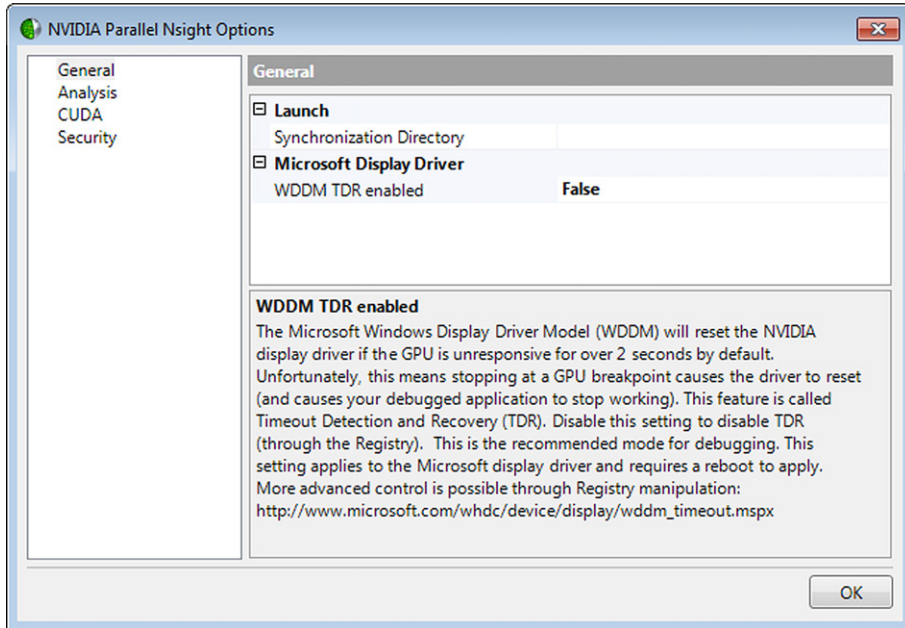 NVIDIA Parallel Nsight Options
General
Analysis
CUDA
Security
General
Launch
Synchronization Directory
Microsoft Display Driver
WDDM TDR enabled False
WDDM TDR enabled
The Microsoft Windows Display Driver Model (WDDM) will reset the NVIDIA
display driver if the GPU is unresponsive for over 2 seconds by default.
Unfortunately, this means stopping at a GPU breakpoint causes the driver to reset
(and causes your debugged application to stop working). This feature is called
Timeout Detection and Recovery (TDR). Disable this setting to disable TDR
(through the Registry).  This is the recommended mode for debugging. This
setting applies to the Microsoft display driver and requires a reboot to apply.
More advanced control is possible through Registry manipulation:
http://www.microsoft.com/whdc/device/display/wddm_timeout.mspx
OK